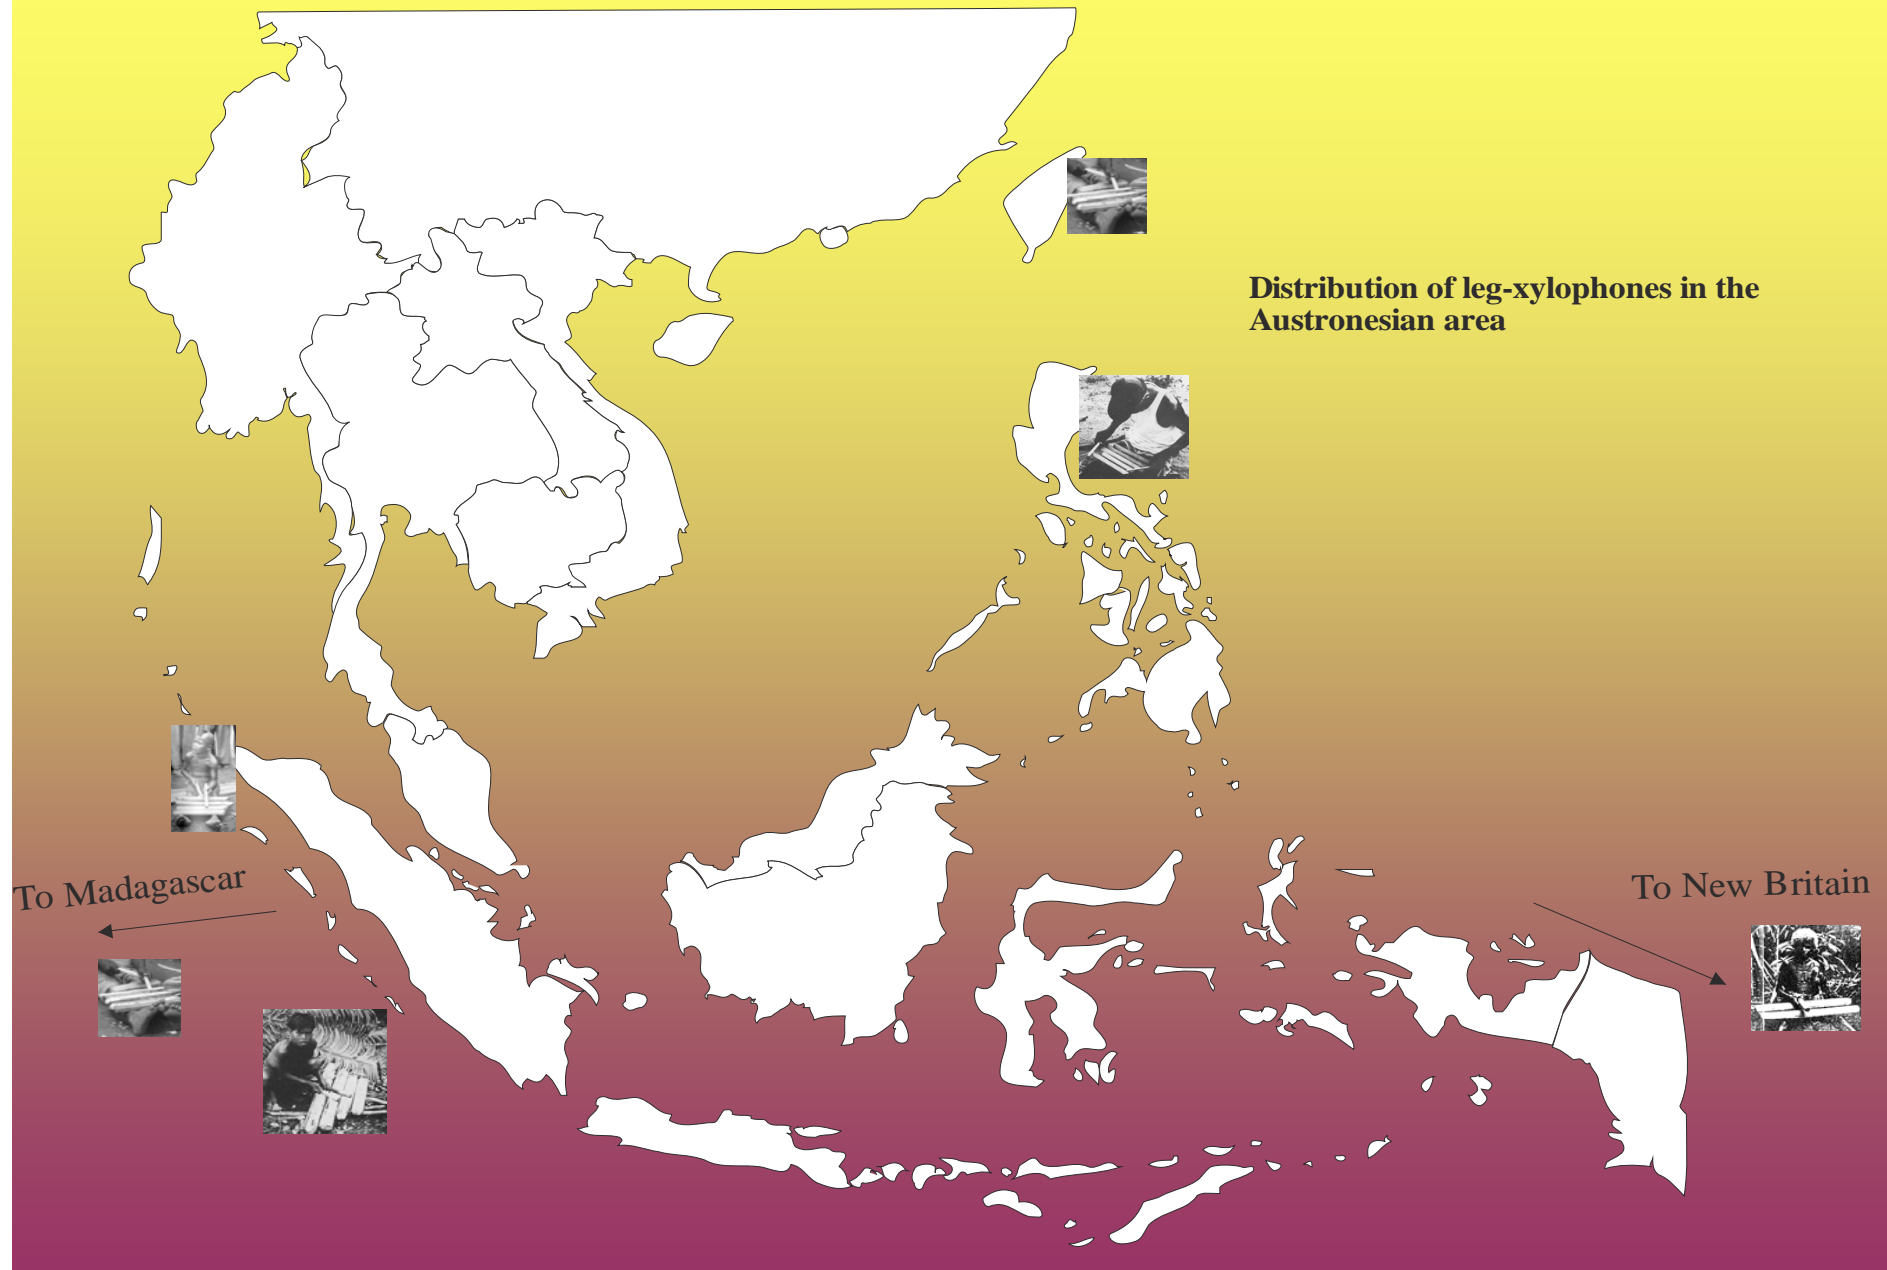 Distribution of leg-xylophones in the
Austronesian area
To Madagascar
To New Britain